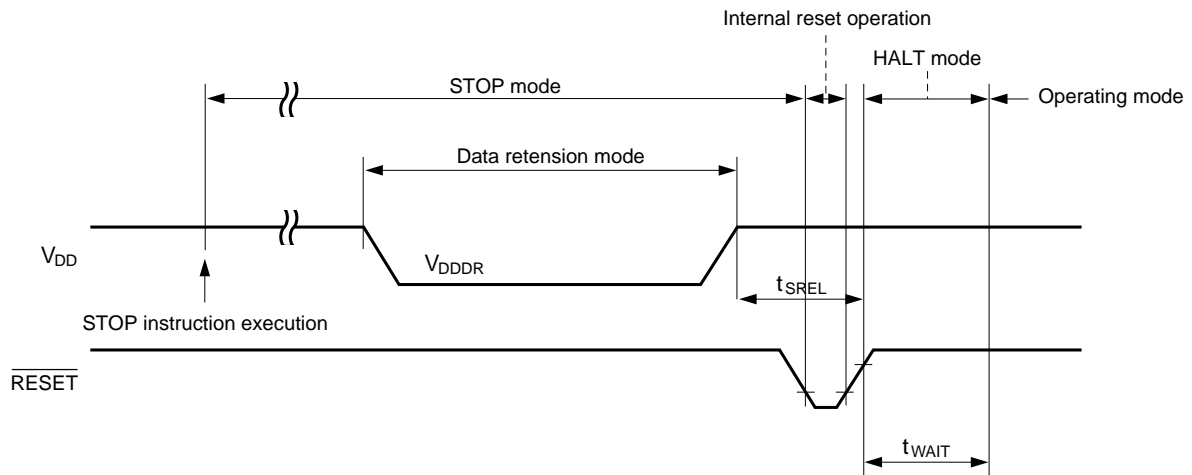 Internal reset operation
HALT mode
STOP mode
Operating mode
Data retension mode
VDD
VDDDR
tSREL
STOP instruction execution
RESET
tWAIT